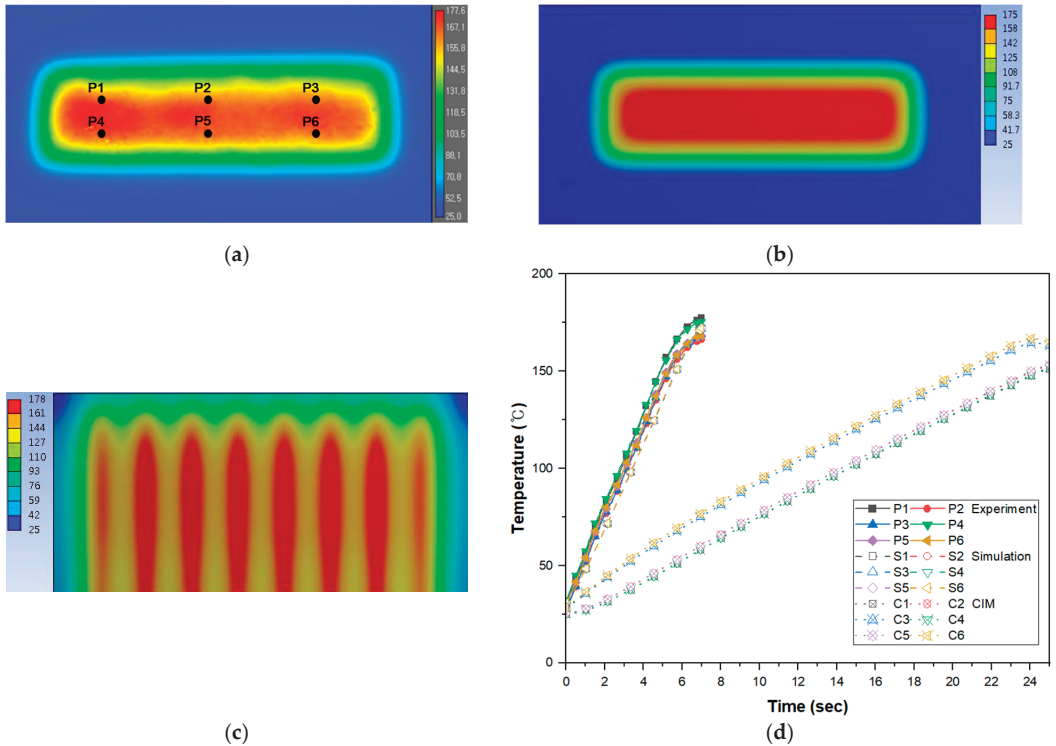 177,6
167,1
155,8
144,5
131,8
118,9
103,5
88,1
70,8
52,5
25,0
P1 P2 P3
P4 P5 P6
(a)
175
158
142
125
108
91.7
75
58.3
41.7
25
(b)
178
161
144
127
110
93
76
59
42
25
(c)
200
150
100
50
0
Temperature (℃)
P1 P2 Experiment
P3 P4
P5 P6
S1 S2 Simulation
S3 S4
S5 S6
C1 C2 CIM
C3 C4
C5 C6
0 2 4 6 8 10 12 14 16 18 20 22 24
Time (sec)
(d)